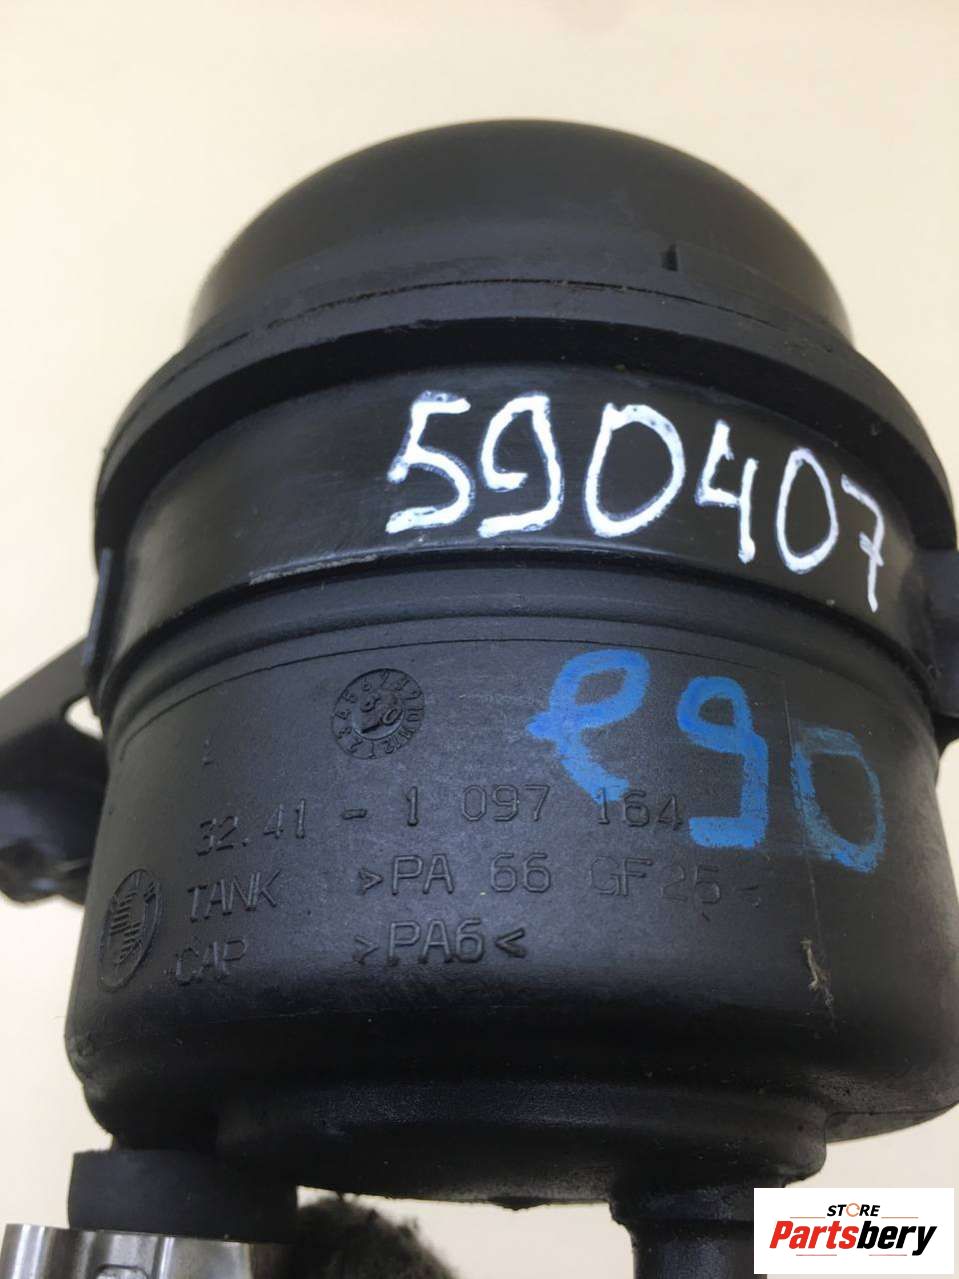 590407
e90
32.41 - 1 097 164
TANK >PA 66 GF25<
CAP >PA6<
STORE
Partsbery